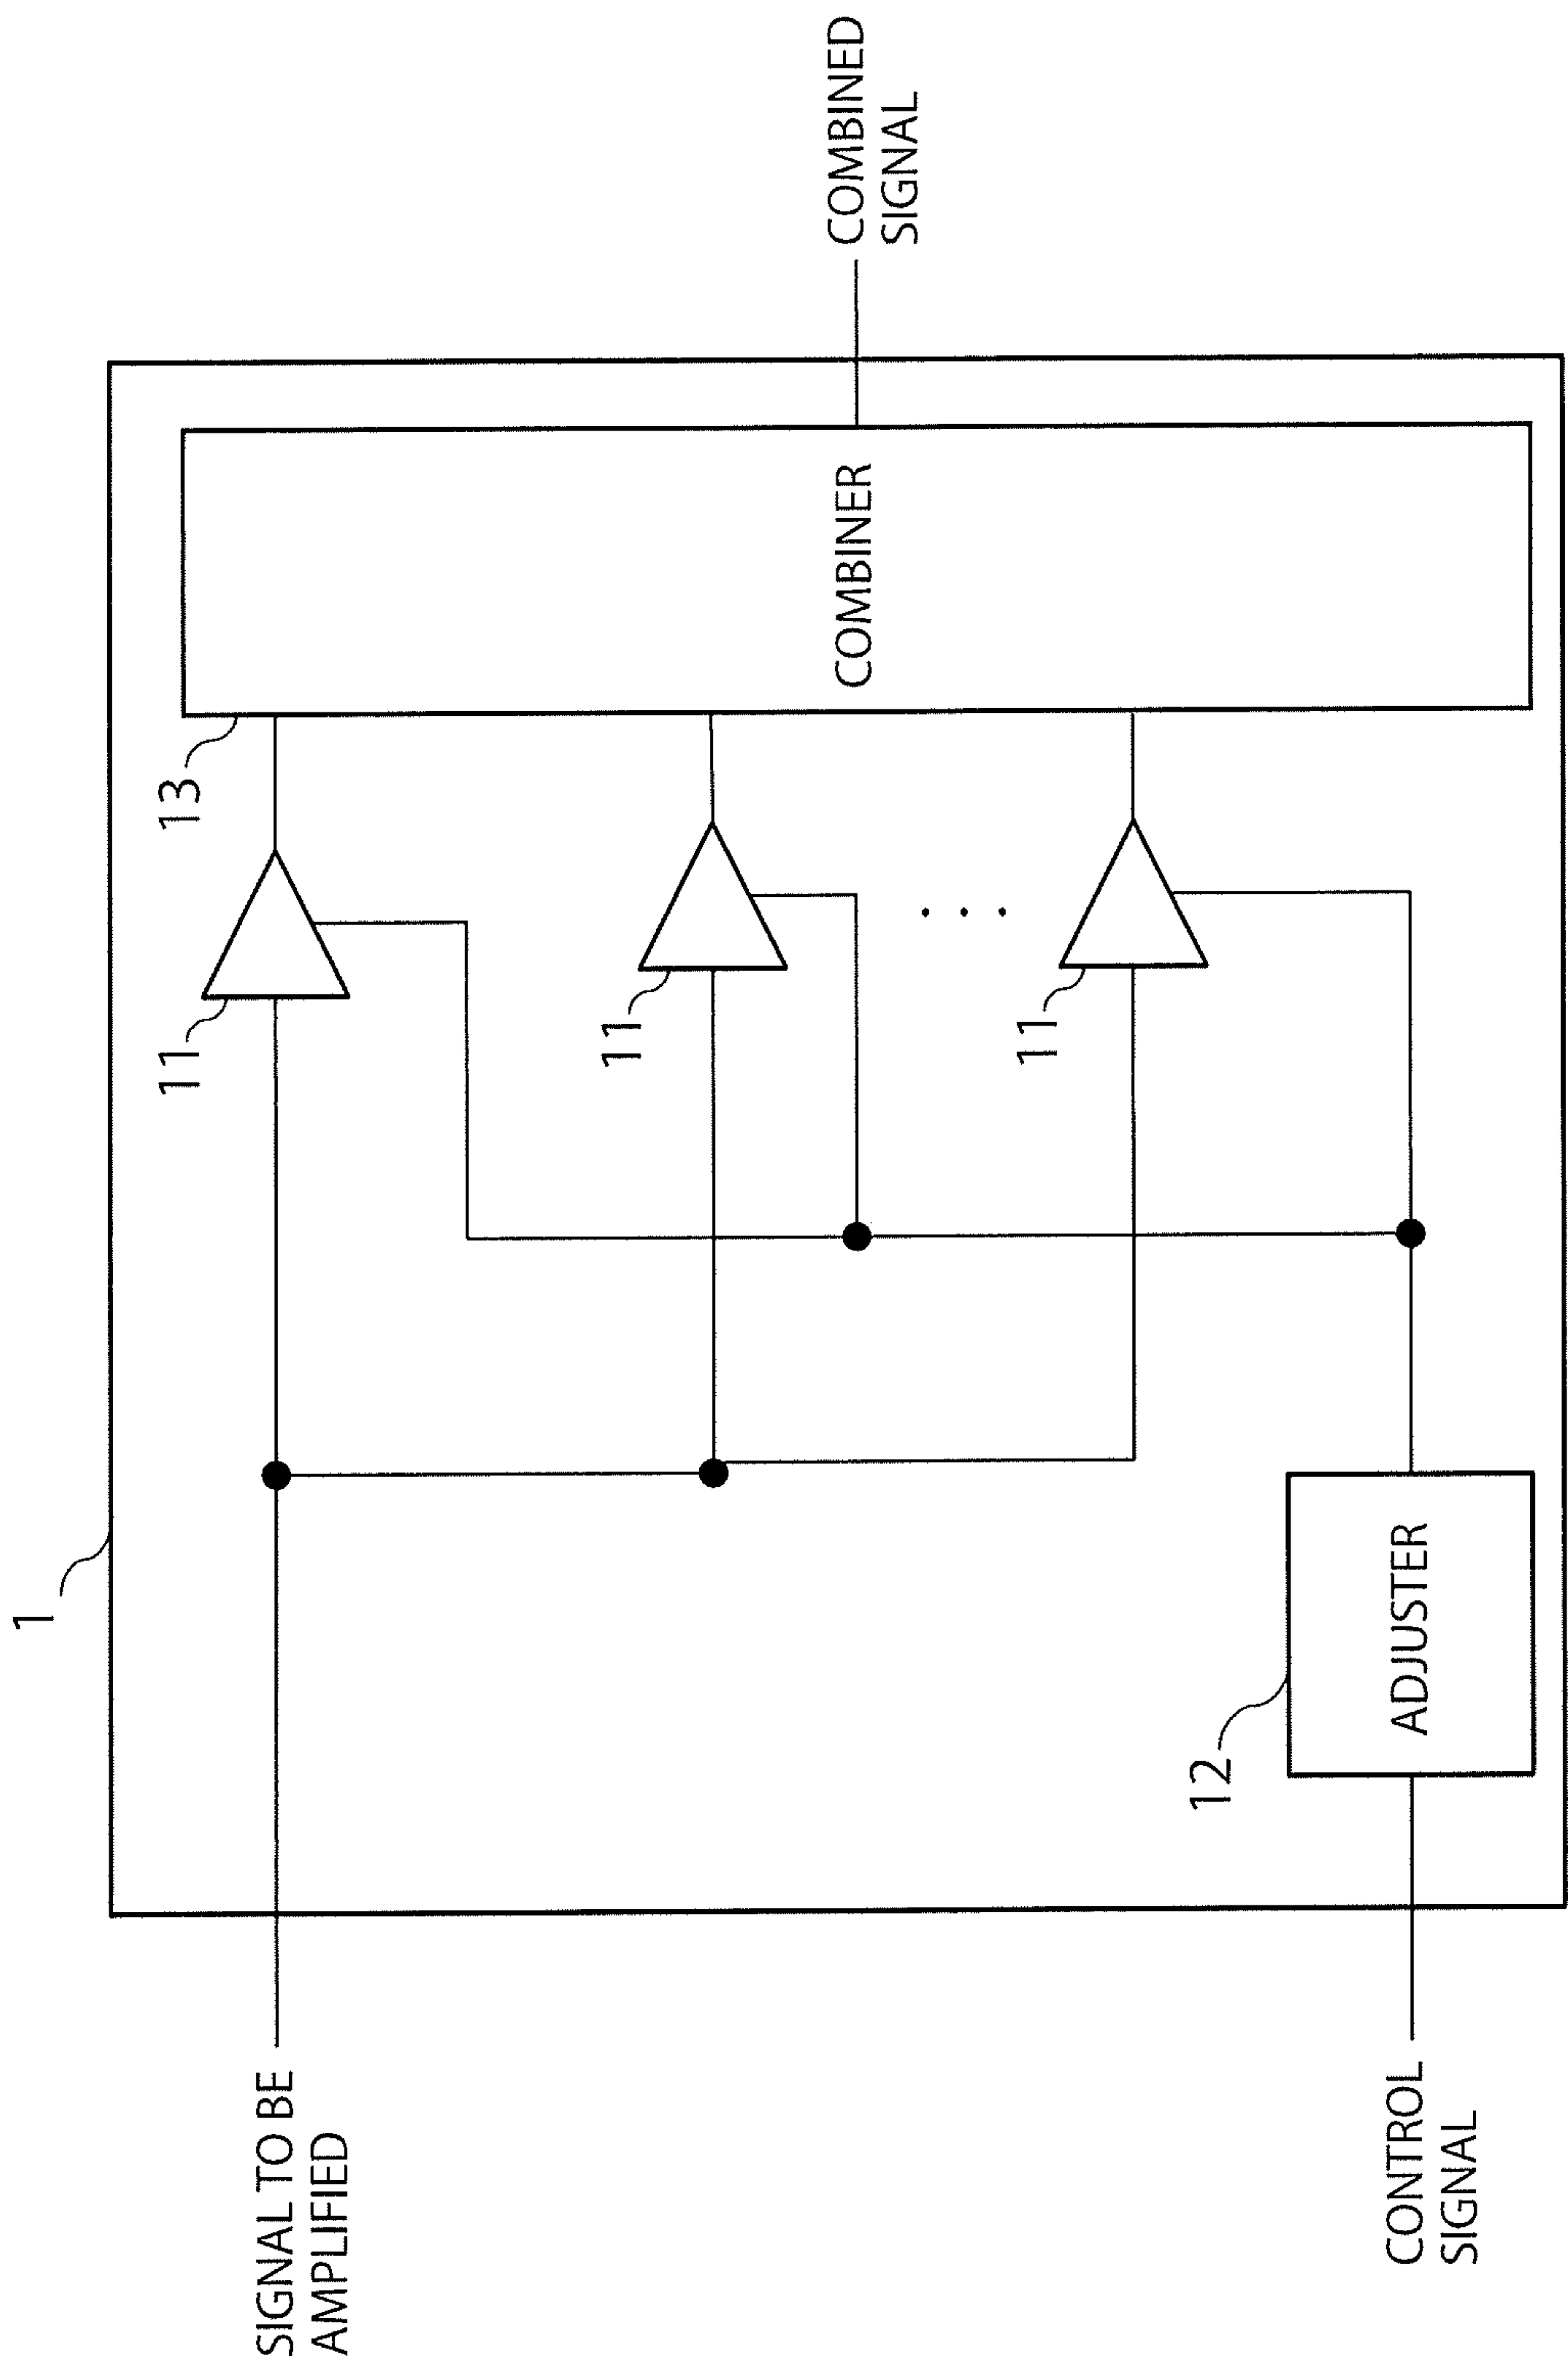 1
SIGNAL TO BE
AMPLIFIED
11
13
11
11
COMBINER
COMBINED
SIGNAL
12
ADJUSTER
CONTROL
SIGNAL